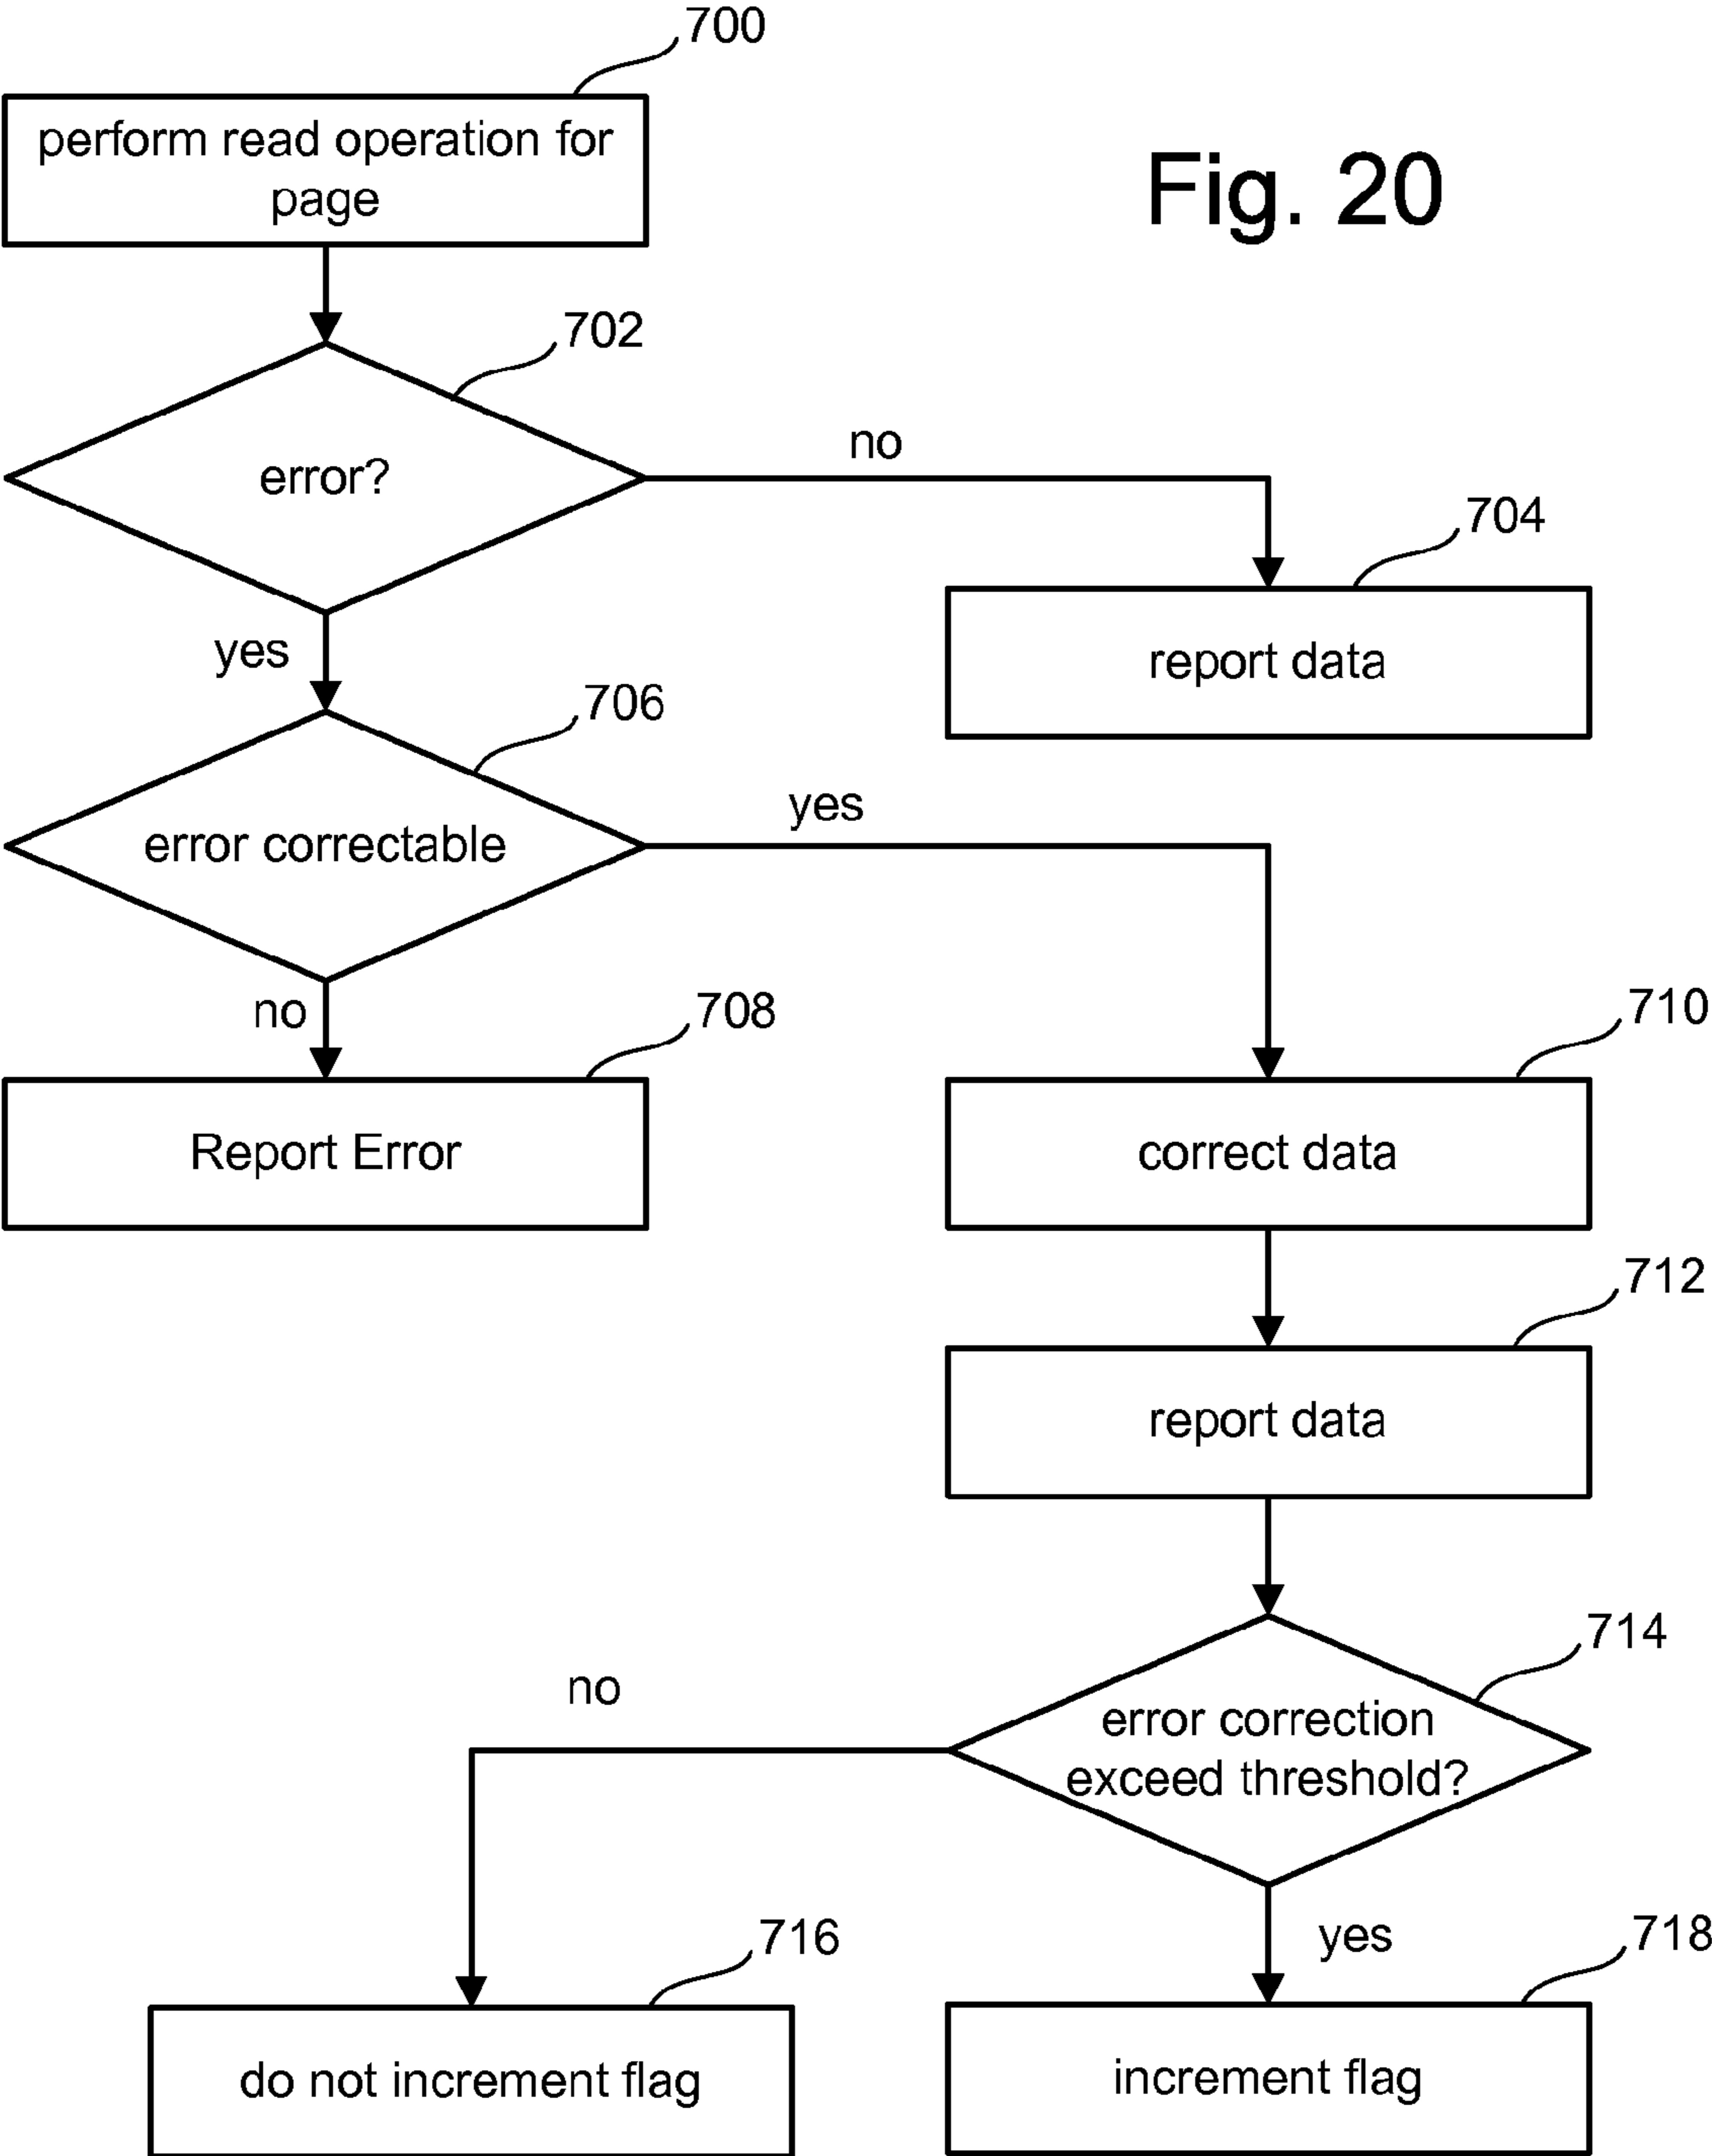 700
perform read operation for
page
Fig. 20
702
error?
no
704
report data
yes
706
error correctable
yes
no
708
Report Error
710
correct data
712
report data
714
error correction
exceed threshold?
no
yes
716
do not increment flag
718
increment flag